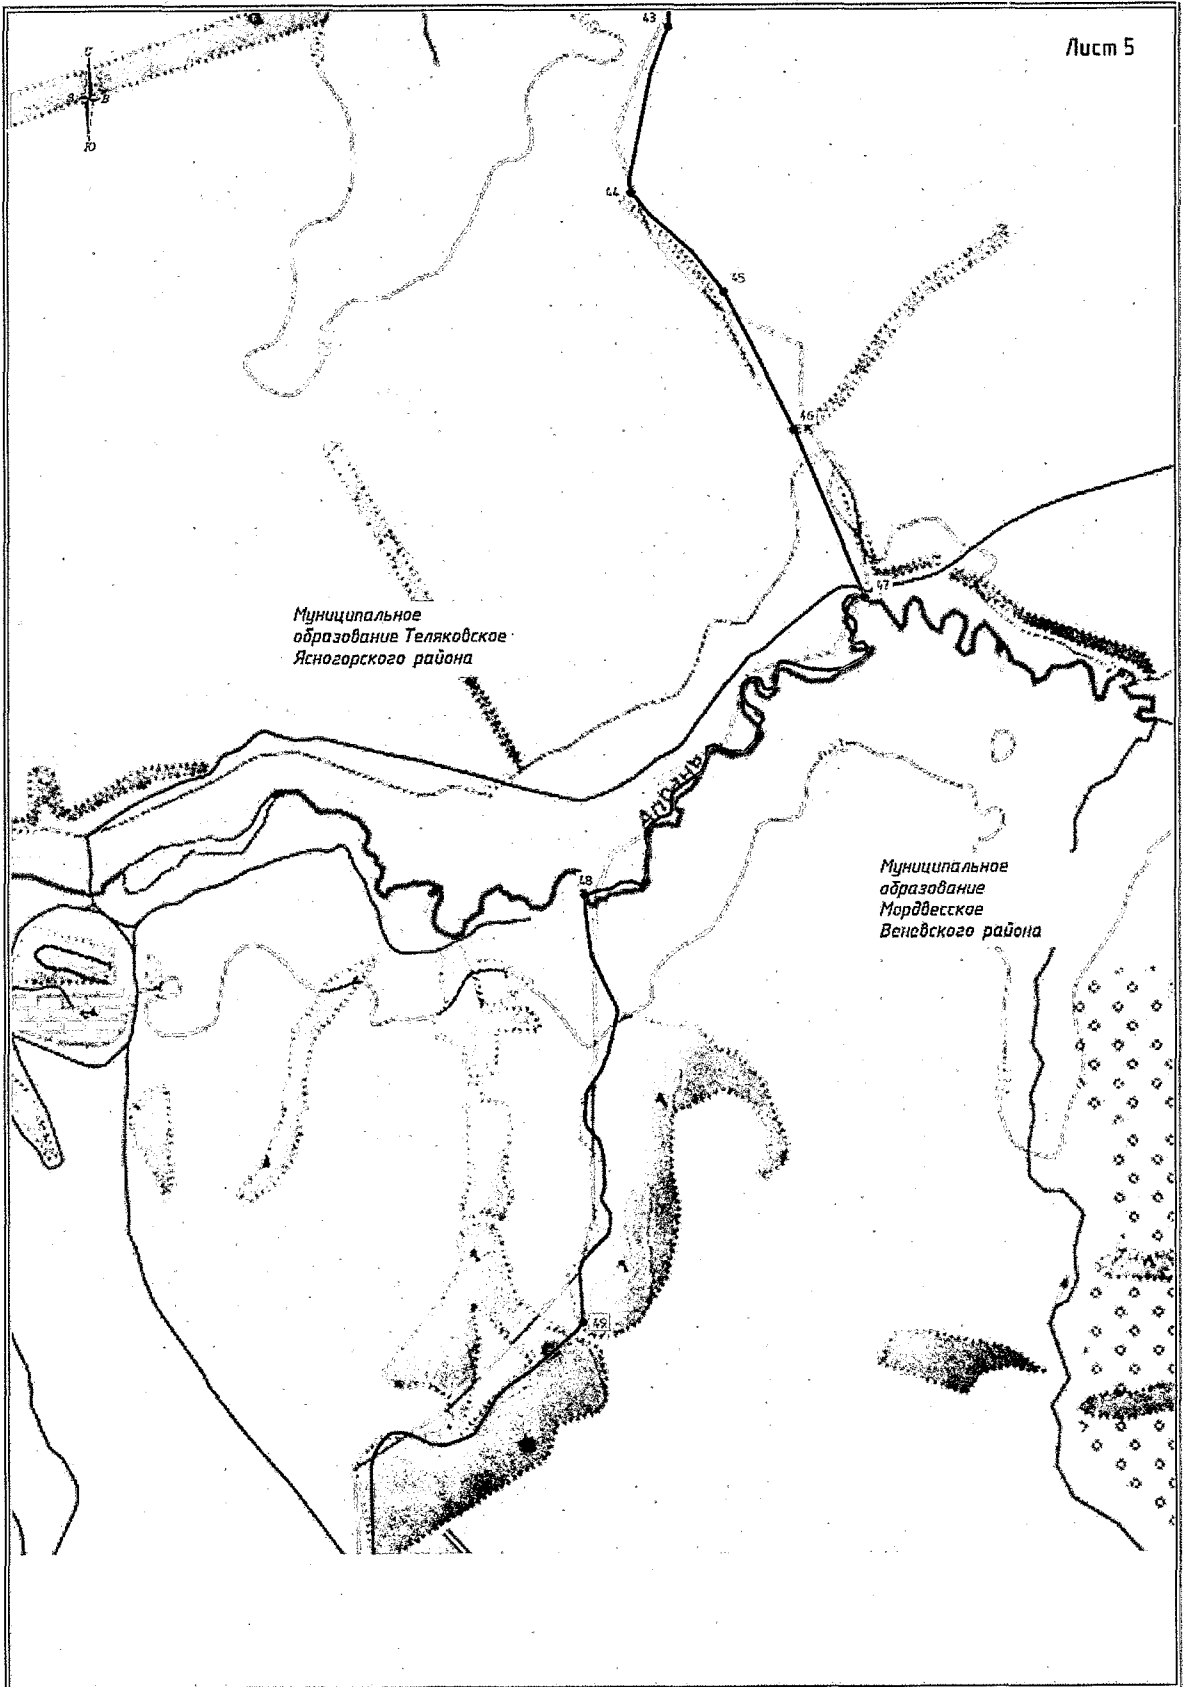 Лист 5
43
С
З В
Ю
44
45
46
47
Муниципальное
образование Теляковское
Ясногорского района
48
Муниципальное
образование
Мордвесское
Веневского района
49